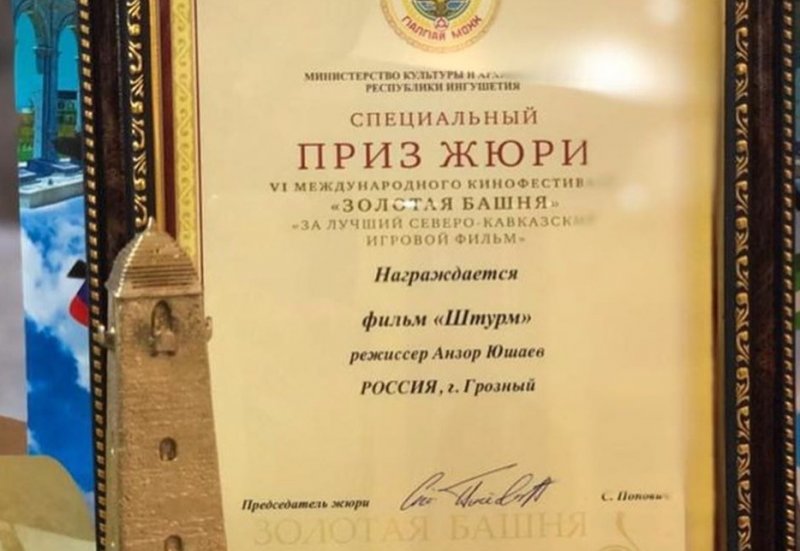 ГӀАЛГӀАЙ МОХК
МИНИСТЕРСТВО КУЛЬТУРЫ И
РЕСПУБЛИКИ ИНГУШЕТИЯ
СПЕЦИАЛЬНЫЙ
ПРИЗ ЖЮРИ
VI МЕЖДУНАРОДНОГО
«ЗОЛОТАЯ БАШНЯ»
«ЗА ЛУЧШИЙ
ИГРОВОЙ ФИЛЬМ»
Награждается
фильм «Штурм»
режиссер Анзор Юшаев
РОССИЯ, г. Грозный
Председатель жюри С. Попович
ЗОЛОТАЯ БАШНЯ